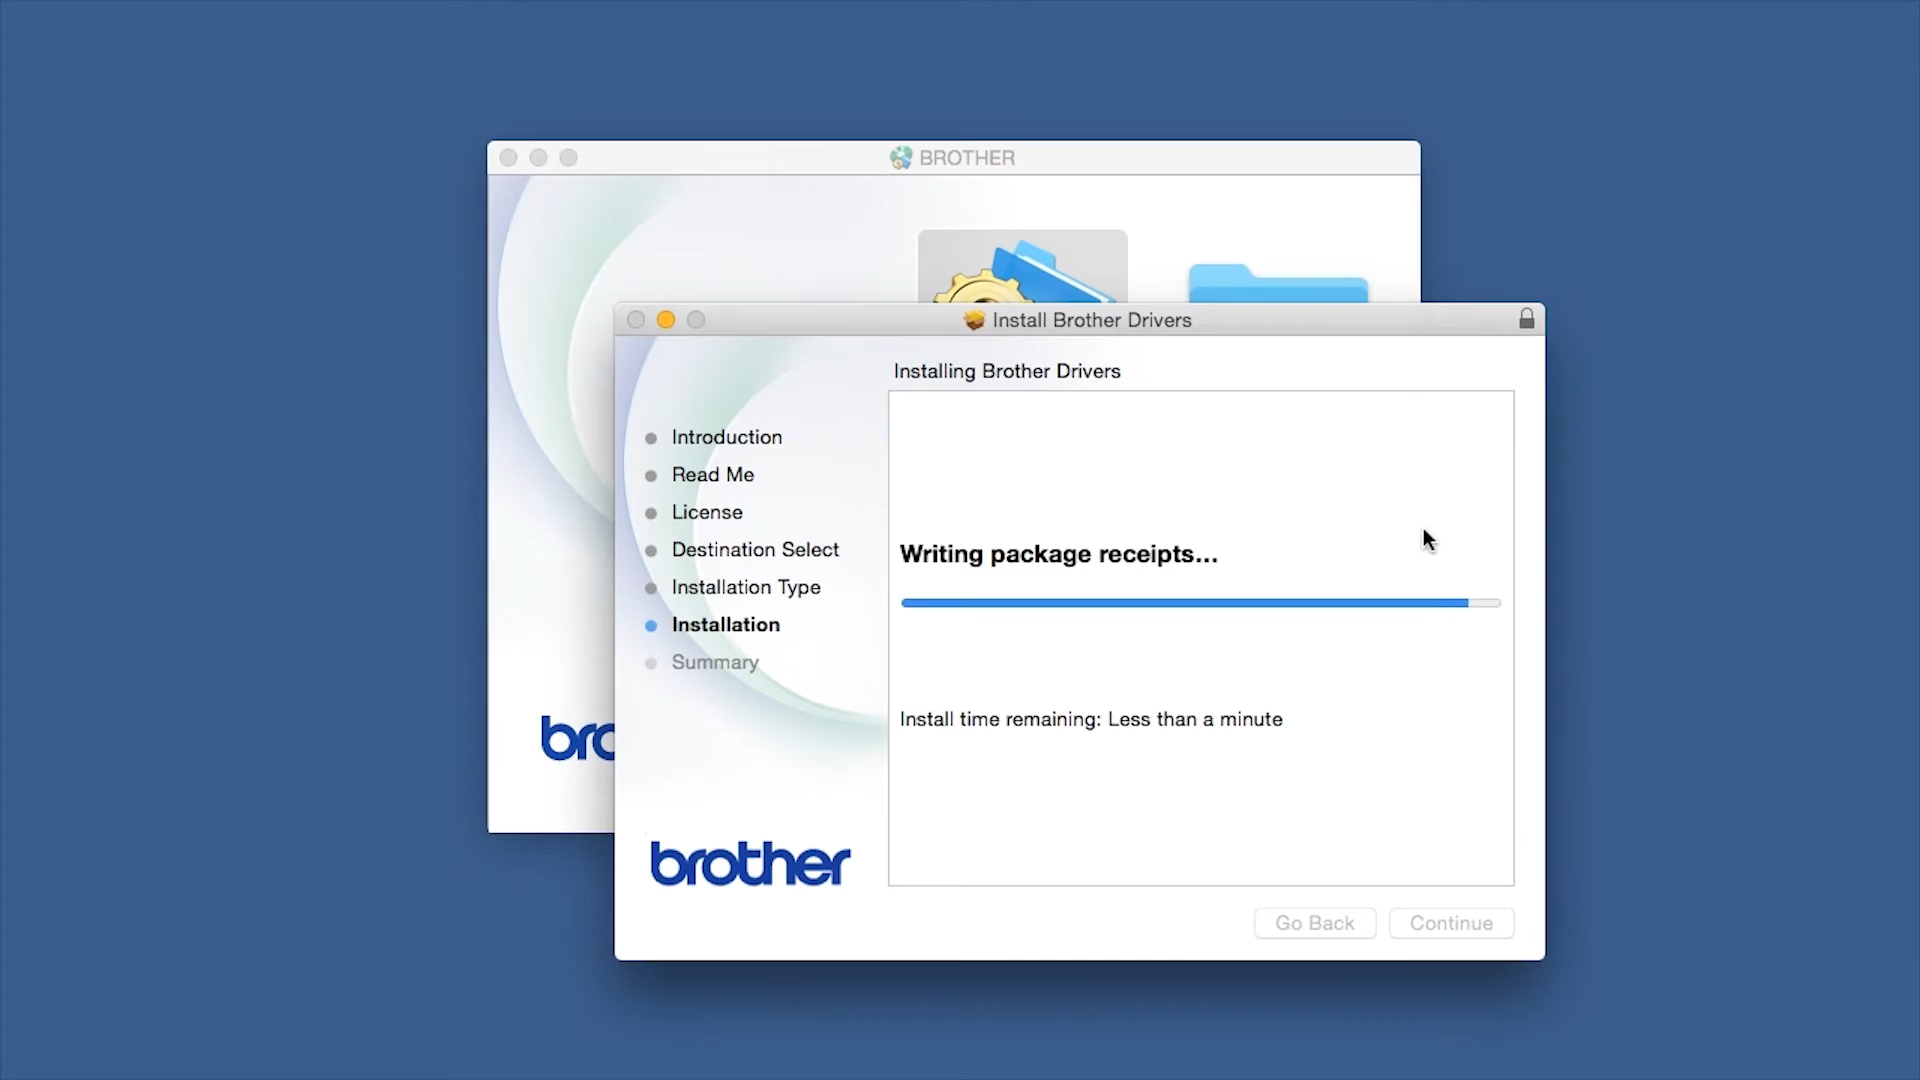 BROTHER
Install Brother Drivers
Installing Brother Drivers
Introduction
Read Me
License
Destination Select
Installation Type
Installation
Summary
Writing package receipts...
Install time remaining: Less than a minute
bro
brother
Go Back
Continue